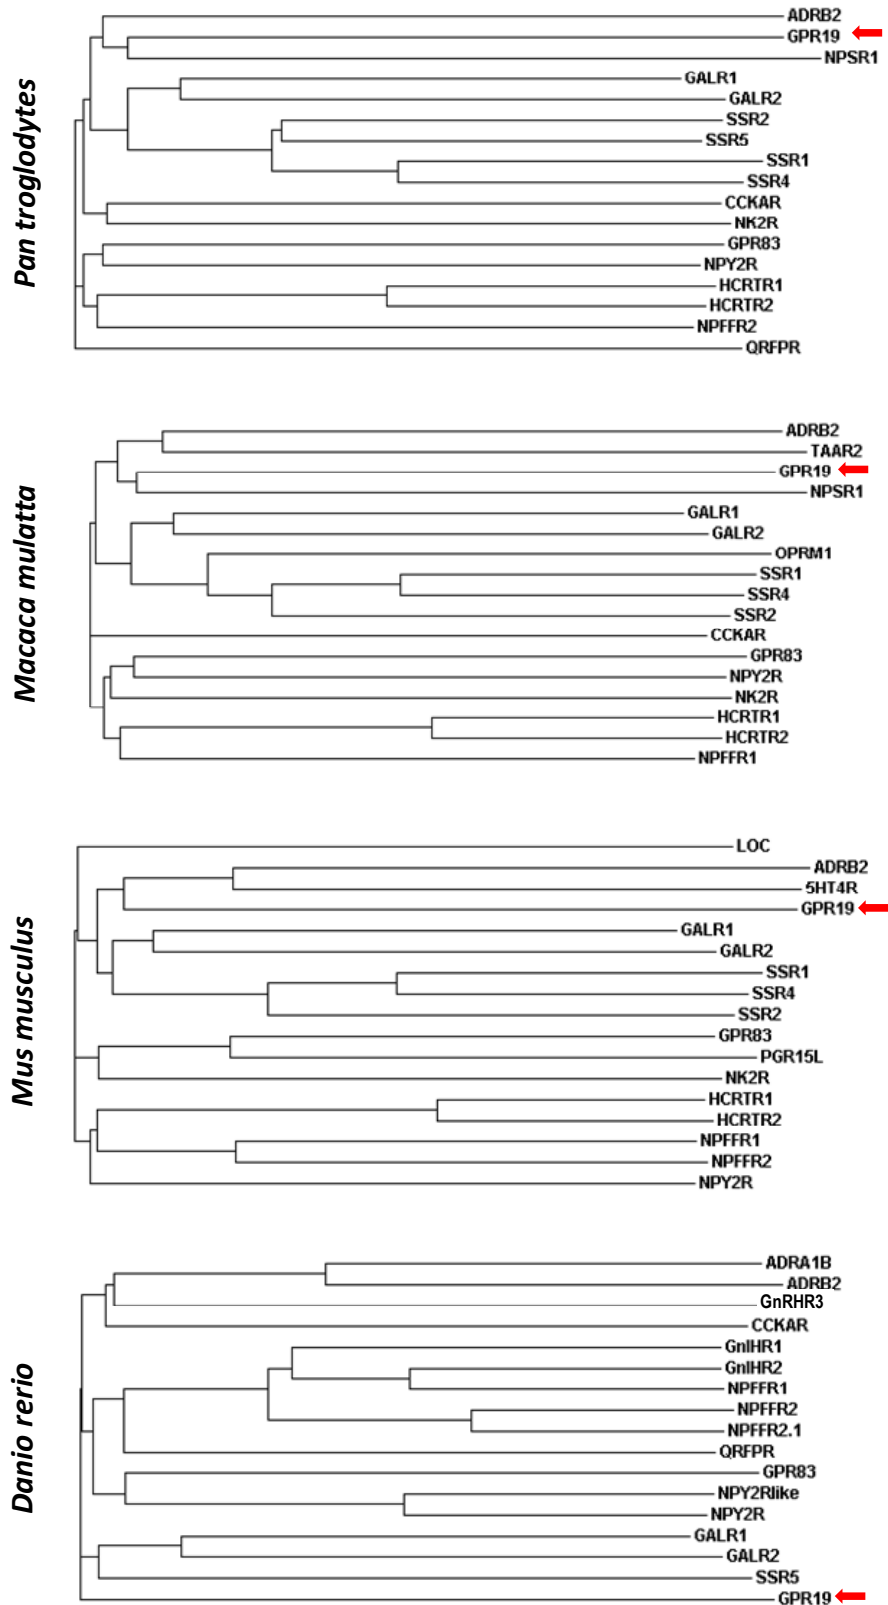 Pan troglodytes
ADRB2
GPR19
NPSR1
GALR1
GALR2
SSR2
SSR5
SSR1
SSR4
CCKAR
NK2R
GPR83
NPY2R
HCRTR1
HCRTR2
NPFFR2
QRFPR
Macaca mulatta
ADRB2
TAAR2
GPR19
NPSR1
GALR1
GALR2
OPRM1
SSR1
SSR4
SSR2
CCKAR
GPR83
NPY2R
NK2R
HCRTR1
HCRTR2
NPFFR1
Mus musculus
LOC
ADRB2
5HT4R
GPR19
GALR1
GALR2
SSR1
SSR4
SSR2
GPR83
PGR15L
NK2R
HCRTR1
HCRTR2
NPFFR1
NPFFR2
NPY2R
Danio rerio
ADRA1B
ADRB2
GnRHR3
CCKAR
GnIHR1
GnIHR2
NPFFR1
NPFFR2
NPFFR2.1
QRFPR
GPR83
NPY2Rlike
NPY2R
GALR1
GALR2
SSR5
GPR19